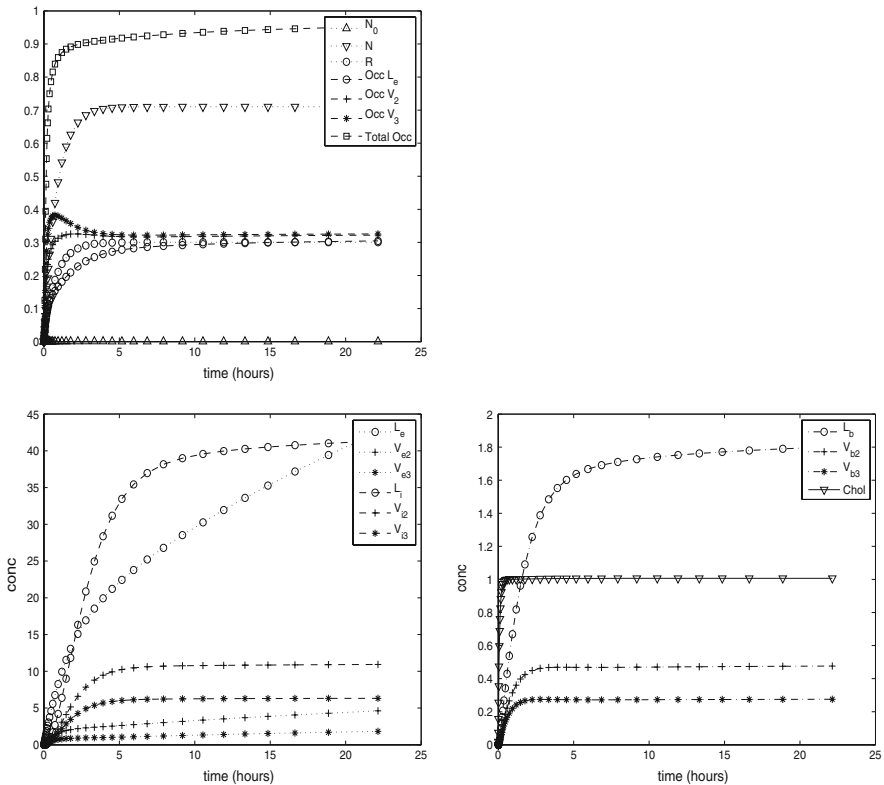 1
0.9
0.8
0.7
0.6
0.5
0.4
0.3
0.2
0.1
0
0 5 10 15 20 25
time (hours)
N0
N
R
Occ Le
Occ V2
Occ V3
Total Occ
45
40
35
30
25
20
15
10
5
0
conc
0 5 10 15 20 25
time (hours)
Le
Ve2
Ve3
Li
Vi2
Vi3
2
1.8
1.6
1.4
1.2
1
0.8
0.6
0.4
0.2
0
conc
0 5 10 15 20 25
time (hours)
Lb
Vb2
Vb3
Chol